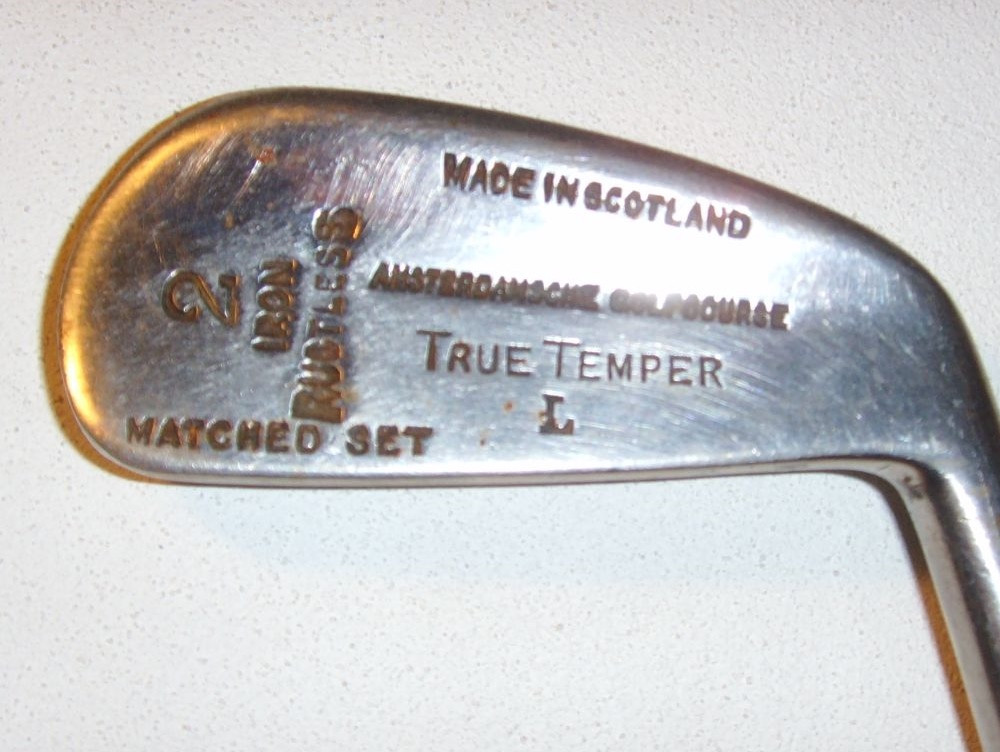 MADE IN SCOTLAND
AMSTERDAMSCHE GOLFCOURSE
TRUE TEMPER
L
2
IRON
RUSTLESS
MATCHED SET